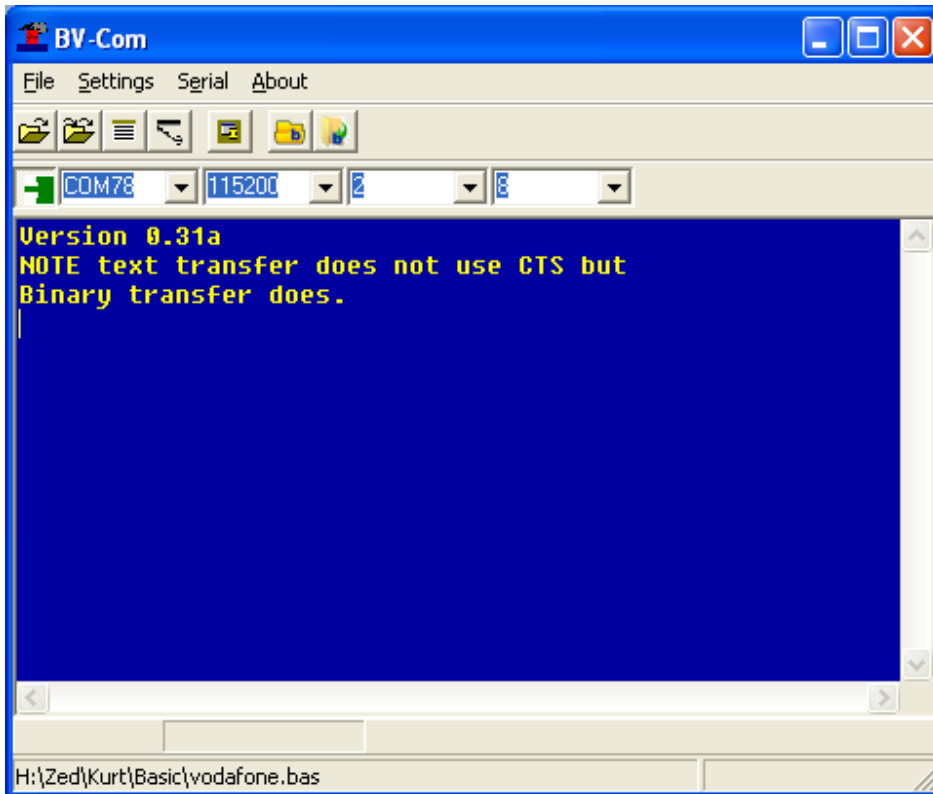 BV-Com
File Settings Serial About
COM78 115200 2 8
Version 0.31a
NOTE text transfer does not use CTS but
Binary transfer does.
H:\Zed\Kurt\Basic\vodafone.bas